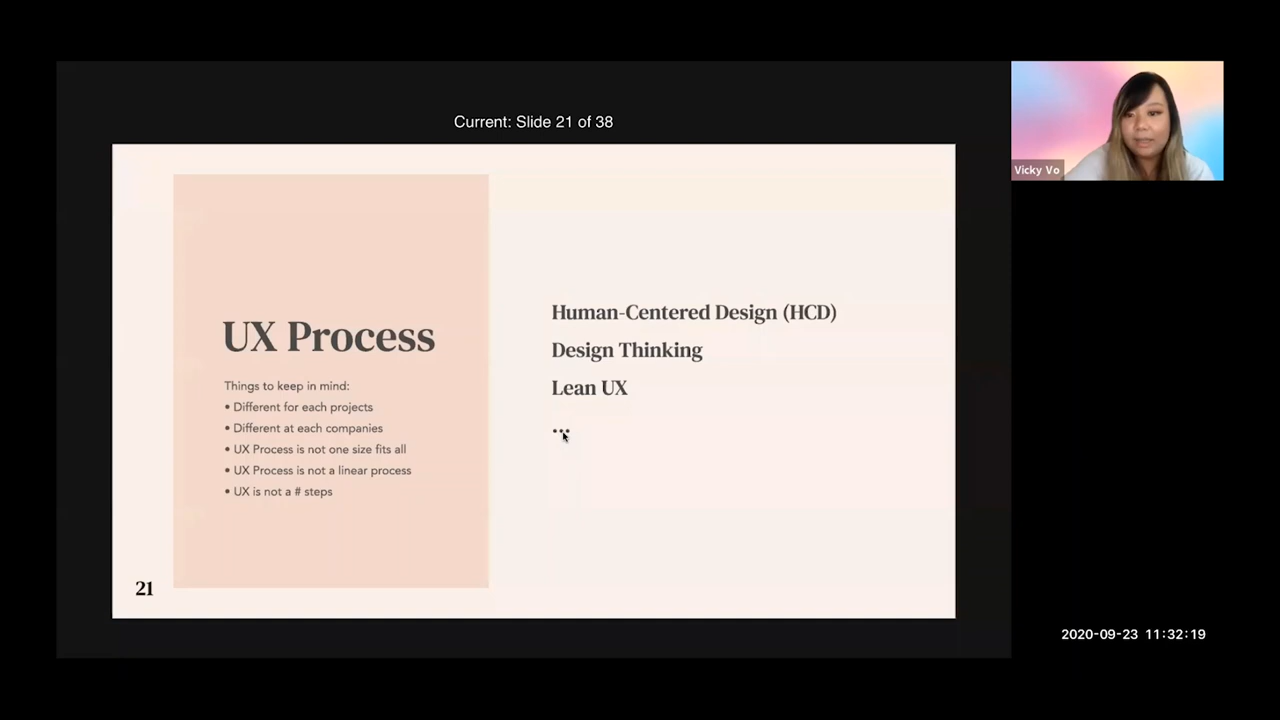 Current: Slide 21 of 38
UX Process
Things to keep in mind:
• Different for each projects
• Different at each companies
• UX Process is not one size fits all
• UX Process is not a linear process
• UX is not a # steps
21
Human-Centered Design (HCD)
Design Thinking
Lean UX
...
Vicky Vo
2020-09-23 11:32:19